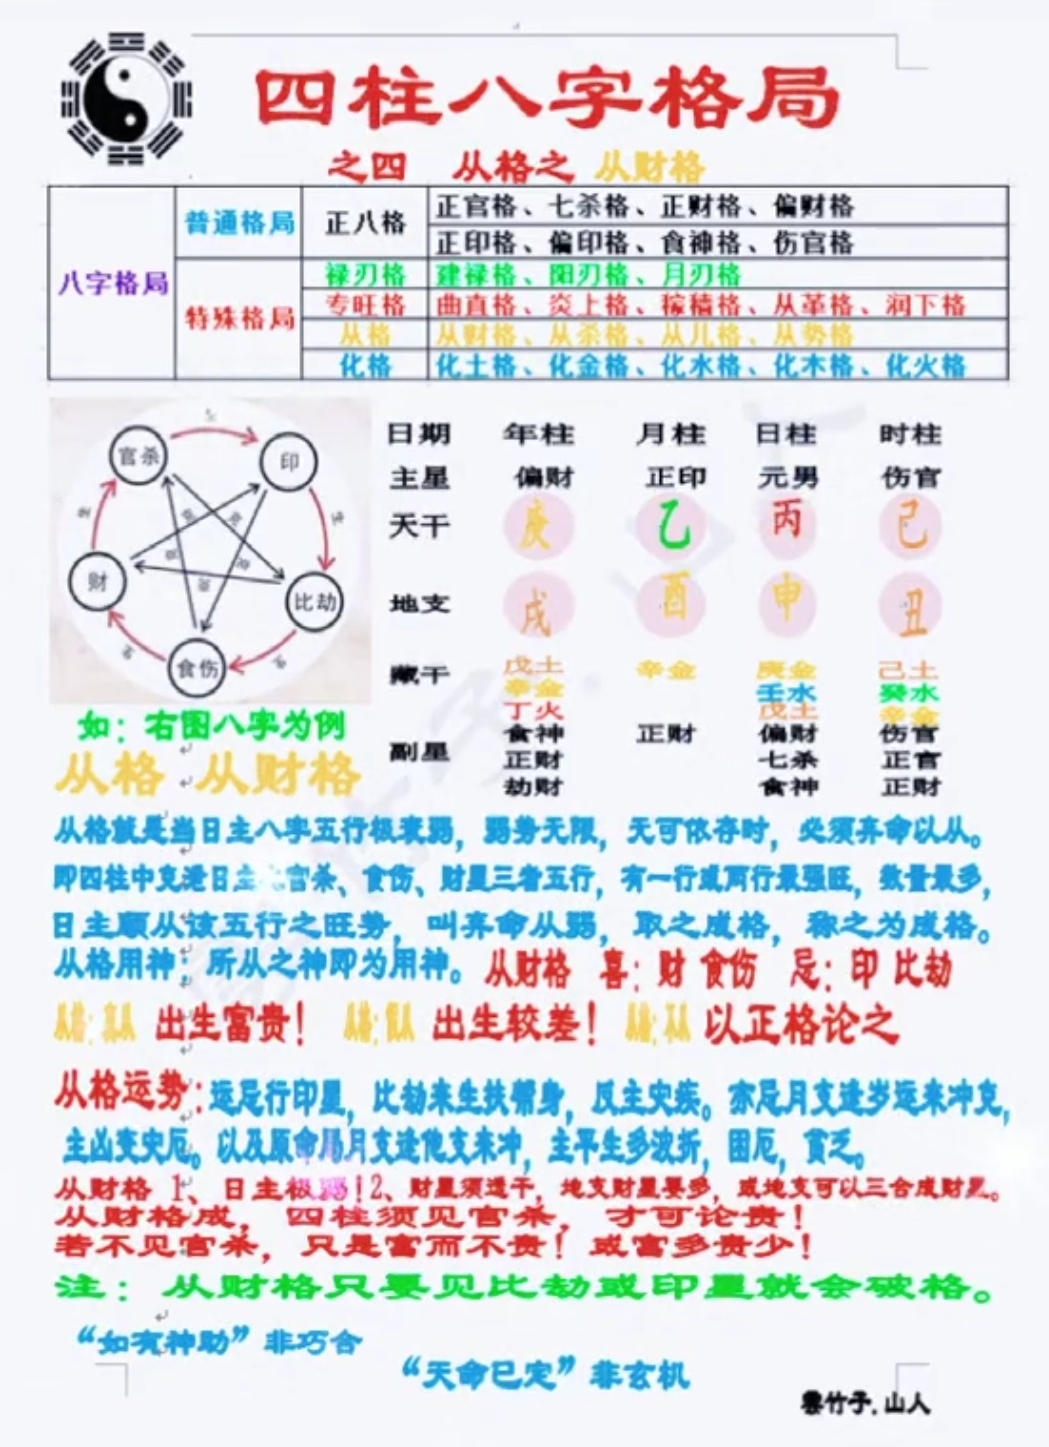 四柱八字格局
之四 从格之 从财格
八字格局
普通格局
正八格
正官格、七杀格、正财格、偏财格
正印格、偏印格、食神格、伤官格
特殊格局
禄刃格
建禄格、阳刃格、月刃格
专旺格
曲直格、炎上格、稼穑格、从革格、润下格
从格
从财格、从杀格、从儿格、从势格
化格
化土格、化金格、化水格、化木格、化火格
官杀
印
财
比劫
食伤
日期 年柱 月柱 日柱 时柱
主星 偏财 正印 元男 伤官
天干 庚 乙 丙 己
地支 戌 酉 申 丑
藏干 戊土 辛金 庚金 己土
辛金 壬水 癸水
丁火 戊土 辛金
副星 食神 正财 偏财 伤官
正财 七杀 正官
劫财 食神 正财
如：右图八字为例
从格 从财格
从格就是当日主八字五行极衰弱，弱势无限，无可依存时，必须弃命以从。
即四柱中克泄日主之官杀、食伤、财星三者五行，有一行或两行最强旺，数量最多，
日主顺从该五行之旺势，叫弃命从弱，取之成格，称之为成格。
从格用神：所从之神即为用神。从财格 喜：财 食伤 忌：印 比劫
从格：真从 出生富贵！ 从格：假从 出生较差！ 从格：不从 以正格论之
从格运势：运忌行印星，比劫来生扶帮身，反主灾疾。亦忌月支逢岁运来冲克，
主凶变灾厄。以及原命局月支逢他支来冲，主平生多波折，困厄，贫乏。
从财格 1、日主极弱！2、财星须透干，地支财星要多，或地支可以三合成财星。
从财格成，四柱须见官杀，才可论贵！
若不见官杀，只是富而不贵！或富多贵少！
注：从财格只要见比劫或印星就会破格。
“如有神助”非巧合
“天命已定”非玄机
云竹子.山人